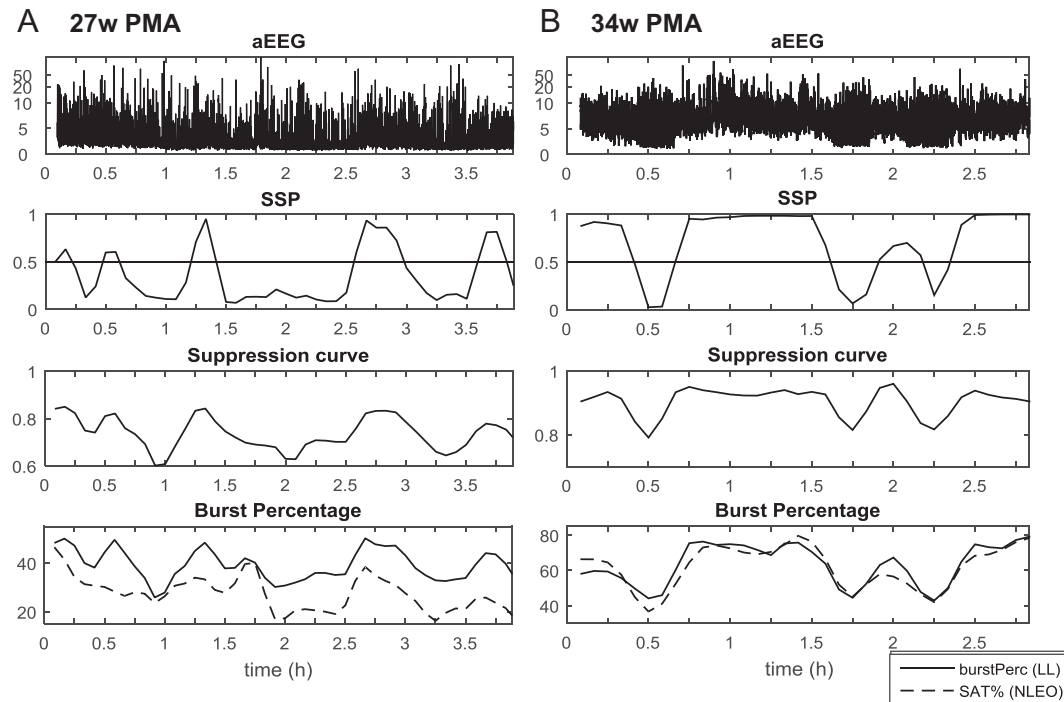 A 27w PMA
aEEG
50
20
10
5
0
0 0.5 1 1.5 2 2.5 3 3.5
SSP
1
0.5
0
0 0.5 1 1.5 2 2.5 3 3.5
Suppression curve
1
0.8
0.6
0 0.5 1 1.5 2 2.5 3 3.5
Burst Percentage
40
20
0 0.5 1 1.5 2 2.5 3 3.5
time (h)
B 34w PMA
aEEG
50
20
10
5
0
0 0.5 1 1.5 2 2.5
SSP
1
0.5
0
0 0.5 1 1.5 2 2.5
Suppression curve
1
0.8
0 0.5 1 1.5 2 2.5
Burst Percentage
80
60
40
0 0.5 1 1.5 2 2.5
time (h)
burstPerc (LL)
SAT% (NLEO)